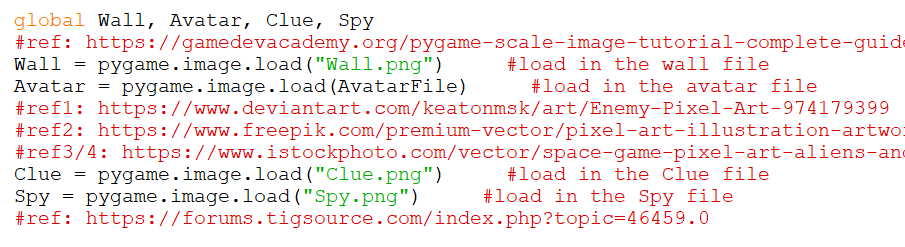 global Wall, Avatar, Clue, Spy
#ref: https://gamedevacademy.org/pygame-scale-image-tutorial-complete-guide
Wall = pygame.image.load("Wall.png") #load in the wall file
Avatar = pygame.image.load(AvatarFile) #load in the avatar file
#ref1: https://www.deviantart.com/keatonmsk/art/Enemy-Pixel-Art-974179399
#ref2: https://www.freepik.com/premium-vector/pixel-art-illustration-artwo
#ref3/4: https://www.istockphoto.com/vector/space-game-pixel-art-aliens-an
Clue = pygame.image.load("Clue.png") #load in the Clue file
Spy = pygame.image.load("Spy.png") #load in the Spy file
#ref: https://forums.tigsource.com/index.php?topic=46459.0